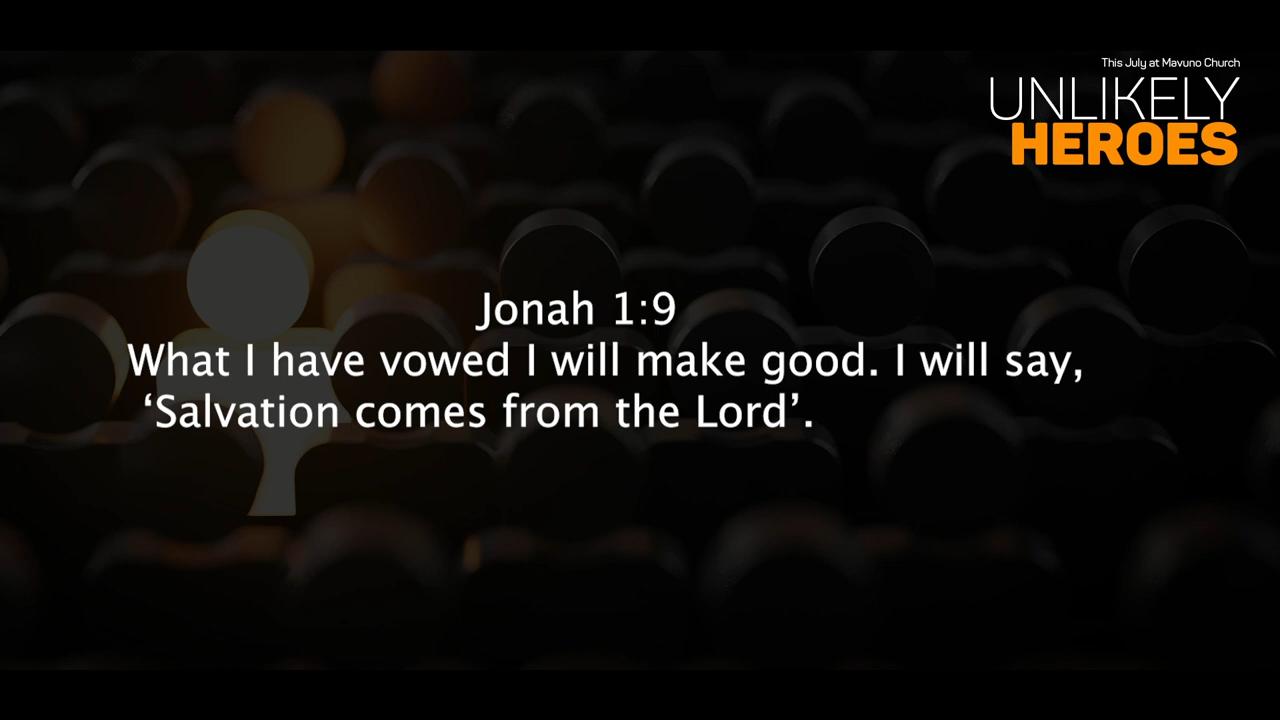 This July at Mavuno Church
UNLIKELY
HEROES
Jonah 1:9
What I have vowed I will make good. I will say,
‘Salvation comes from the Lord’.